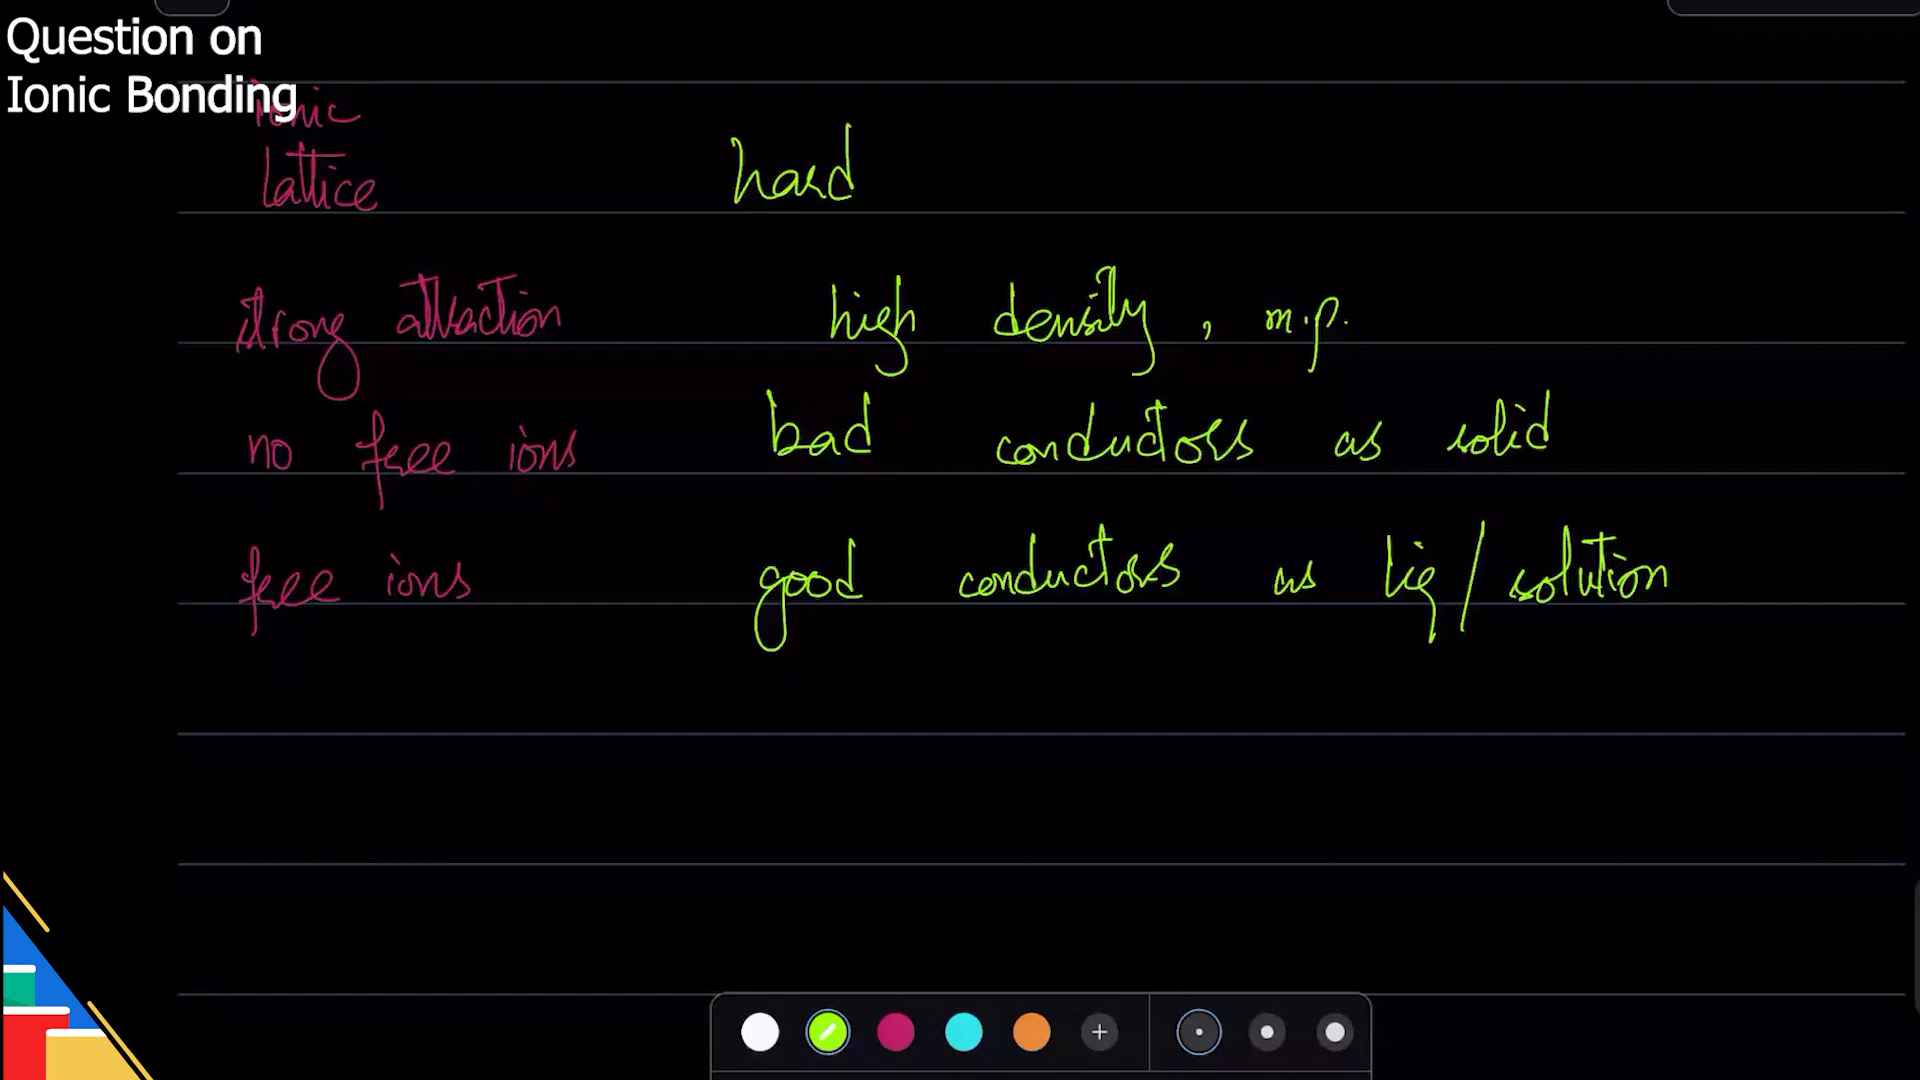 Question on
Ionic Bonding
ionic
lattice hard
strong attraction high density, m.p.
no free ions bad conductors as solid
free ions good conductors as liq/solution